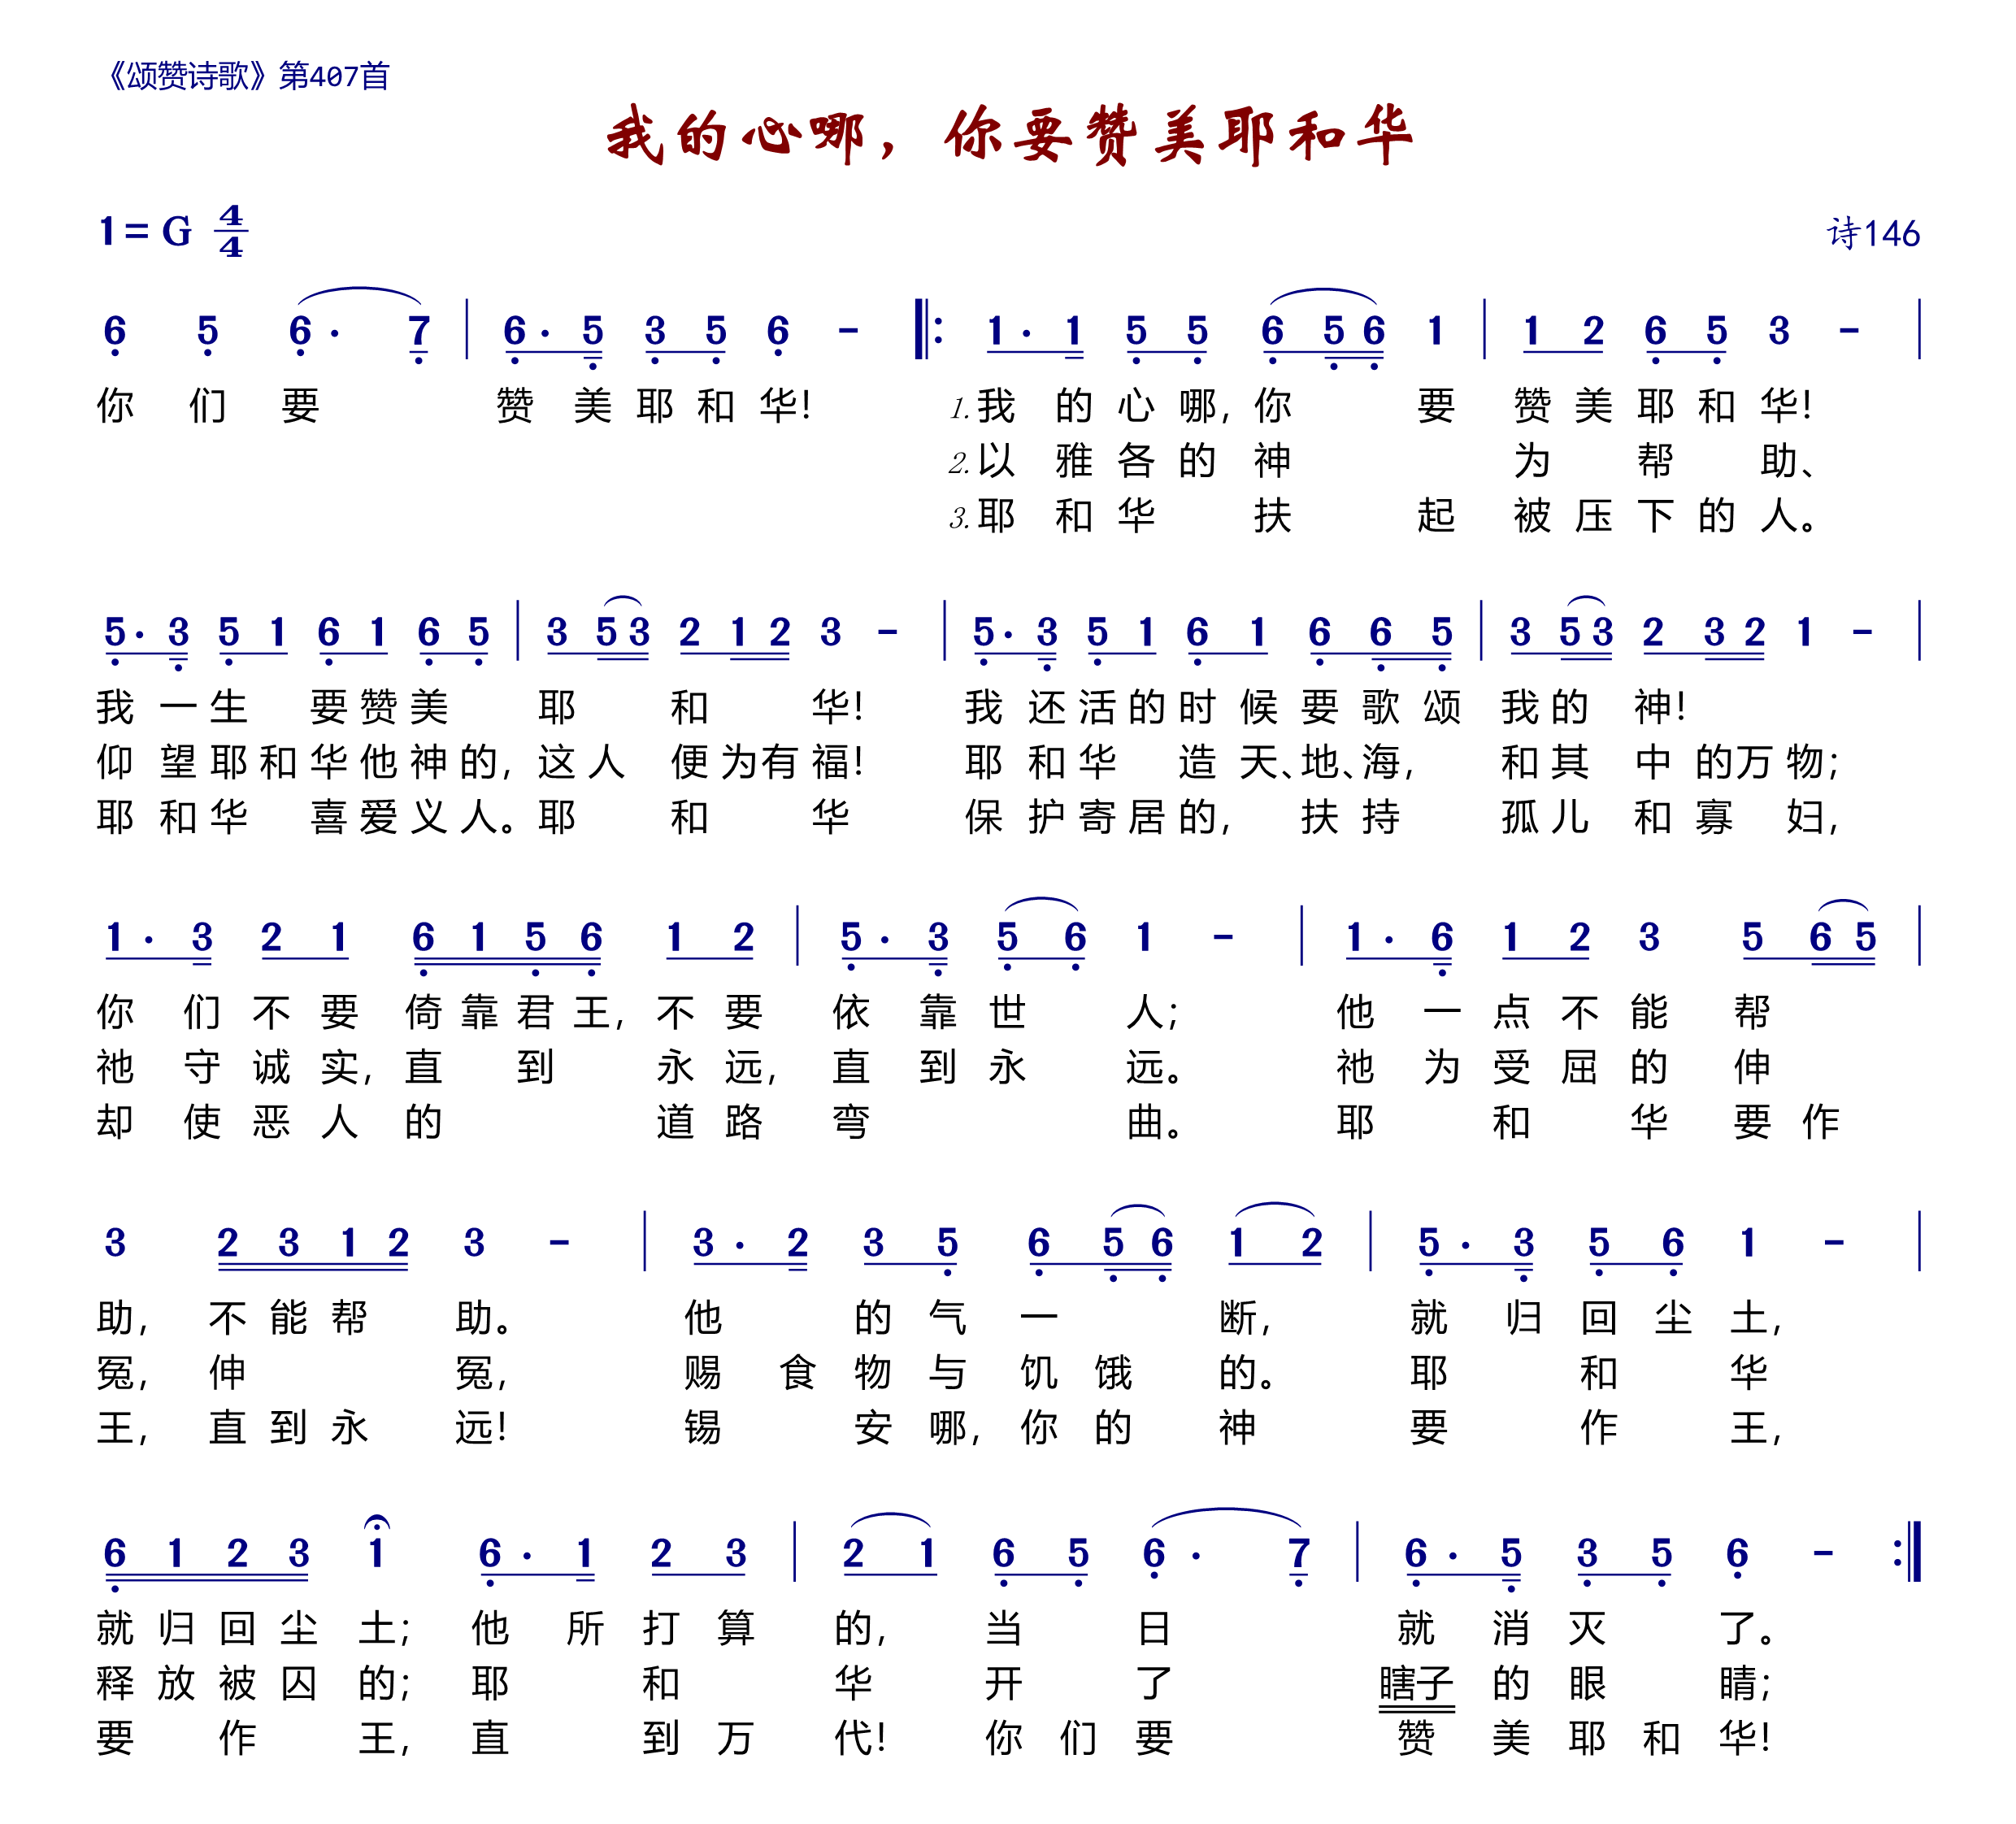 《颂赞诗歌》第407首
我的心哪，你要赞美耶和华
1=G 4/4 诗146
6 5 6· 7 | 6·5 3 5 6 - |: 1·1 5 5 6 5 6 1 | 1 2 6 5 3 - |
你们要 赞美耶和华！ 1.我的心哪，你 要 赞美耶和华！
2.以雅各的神 为 帮 助、
3.耶和华 扶 起 被压下的人。
5·3 5 1 6 1 6 5 | 3 5 3 2 1 2 3 - | 5·3 5 1 6 1 6 6 5 | 3 5 3 2 3 2 1 - |
我一生 要赞美 耶 和 华！ 我还活的时候要歌颂 我的 神！
仰望耶和华他神的，这人 便为有福！ 耶和华 造天、地、海， 和其 中的万物；
耶和华 喜爱义人。耶 和 华 保护寄居的， 扶持 孤儿 和寡 妇，
1·3 2 1 6 1 5 6 1 2 | 5·3 5 6 1 - | 1·6 1 2 3 5 6 5 |
你们不要倚靠君王，不要 依靠世 人； 他一点不能 帮
祂守诚实，直 到 永远， 直到永 远。 祂为受屈的 伸
却使恶人的 道路 弯 曲。 耶 和 华 要作
3 2 3 1 2 3 - | 3·2 3 5 6 5 6 1 2 | 5·3 5 6 1 - |
助， 不能帮 助。 他 的气一 断， 就归回尘土，
冤， 伸 冤， 赐食物与饥饿 的。 耶 和 华
王， 直到永 远！ 锡 安哪，你的 神 要 作 王，
6 1 2 3 1 6·1 2 3 | 2 1 6 5 6· 7 | 6·5 3 5 6 - :|
就归回尘土； 他所打算 的， 当 日 就消灭 了。
释放被囚的； 耶 和 华 开 了 瞎子的眼 睛；
要 作 王， 直 到万 代！ 你们要 赞美耶和华！